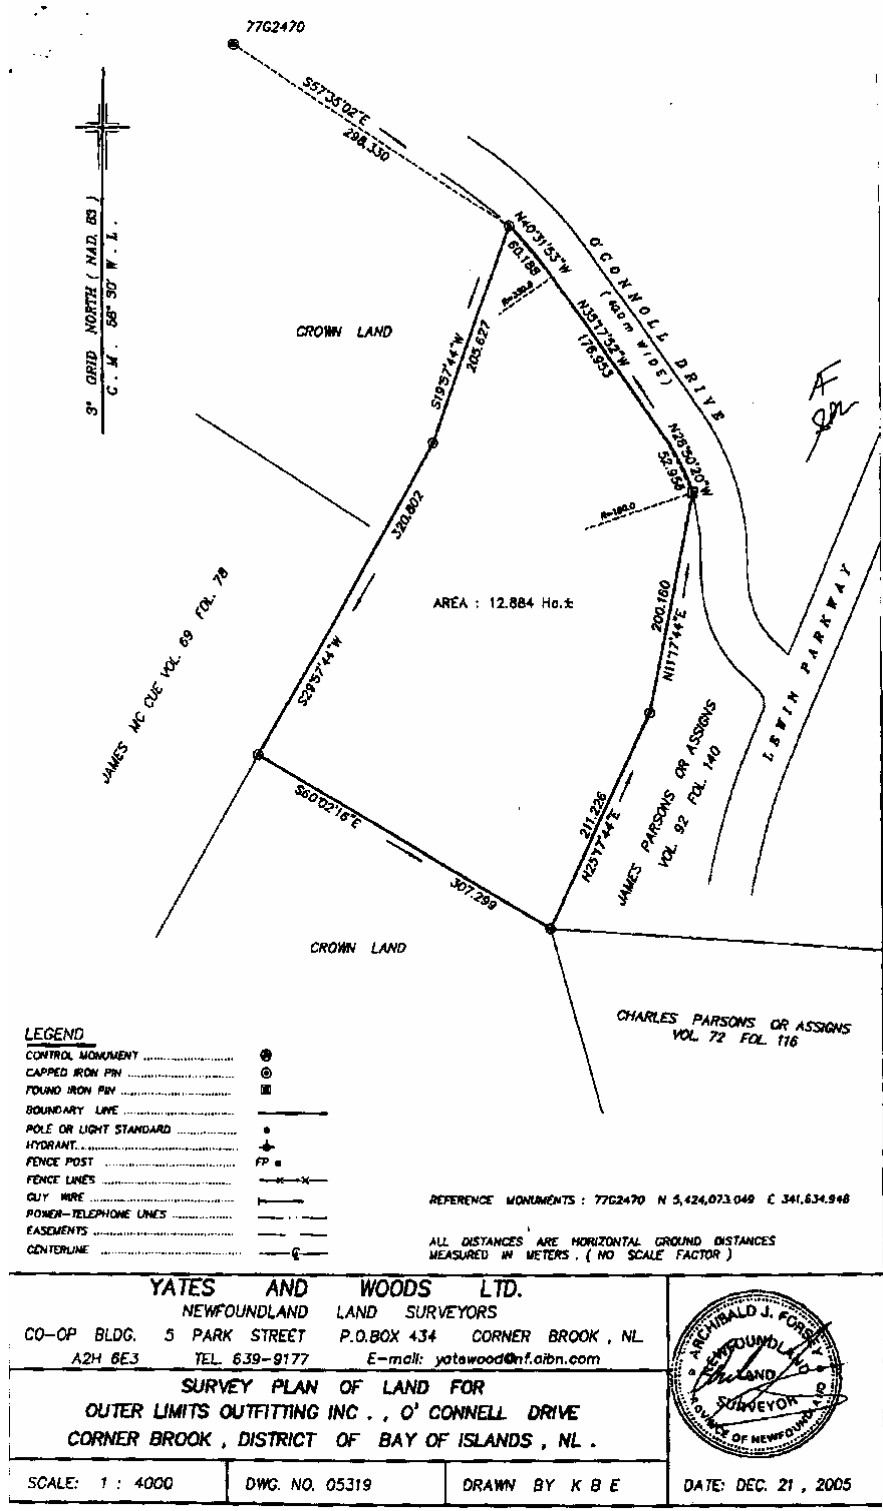 77G2470
S57°35'02"E
298.330
3° GRID NORTH ( NAD. 83 )
C . M . 56° 30' W . L .
N40°31'53"W
60.188
R=330.0
O'CONNOLL DRIVE
( 40.0 m WIDE )
N35°17'52"W
176.953
CROWN LAND
S19°57'44"W
205.627
N28°50'20"W
52.958
R=180.0
320.802
S29°57'44"W
AREA : 12.884 Ha.±
200.160
N11°17'44"E
LEWIN PARKWAY
JAMES MC CUE VOL. 69 FOL. 78
JAMES PARSONS OR ASSIGNS
VOL. 92 FOL. 140
211.226
N25°17'44"E
S60°02'16"E
307.299
CROWN LAND
CHARLES PARSONS OR ASSIGNS
VOL. 72 FOL. 116
LEGEND
CONTROL MONUMENT
CAPPED IRON PIN
FOUND IRON PIN
BOUNDARY LINE
POLE OR LIGHT STANDARD
HYDRANT
FENCE POST FP
FENCE LINES
GUY WIRE
POWER-TELEPHONE LINES
EASEMENTS
CENTERLINE
REFERENCE MONUMENTS : 77G2470 N 5,424,073.049 E 341,634.948
ALL DISTANCES ARE HORIZONTAL GROUND DISTANCES
MEASURED IN METERS . ( NO SCALE FACTOR )
YATES AND WOODS LTD.
NEWFOUNDLAND LAND SURVEYORS
CO-OP BLDG. 5 PARK STREET P.O.BOX 434 CORNER BROOK , NL
A2H 6E3 TEL. 639-9177 E-mail: yatewood@nf.aibn.com
SURVEY PLAN OF LAND FOR
OUTER LIMITS OUTFITTING INC . , O' CONNELL DRIVE
CORNER BROOK , DISTRICT OF BAY OF ISLANDS , NL .
ARCHIBALD J. FORSEY
NEWFOUNDLAND
LAND
SURVEYOR
PROVINCE OF NEWFOUNDLAND
SCALE: 1 : 4000
DWG. NO. 05319
DRAWN BY K B E
DATE: DEC. 21 , 2005